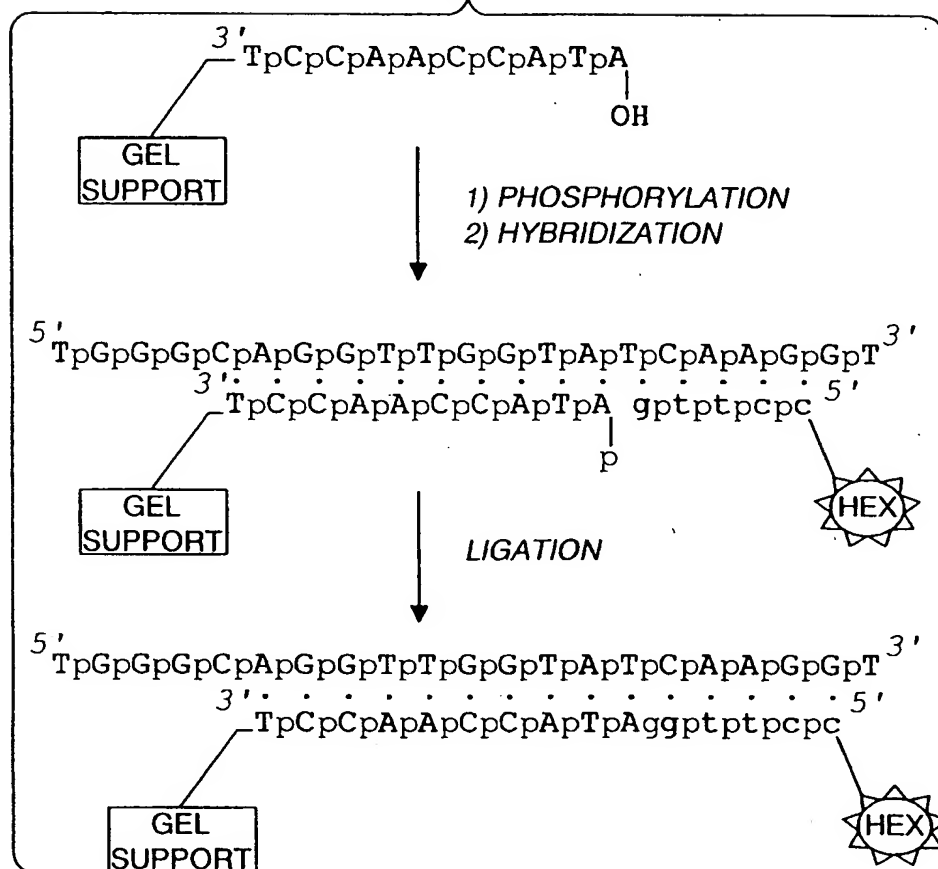 3' TpCpCpApApCpCpApTpA
OH
GEL
SUPPORT
1) PHOSPHORYLATION
2) HYBRIDIZATION
5' TpGpGpGpCpApGpGpTpTpGpGpTpApTpCpApApGpGpT 3'
3' TpCpCpApApCpCpApTpA gptptpcpc 5'
p
GEL
SUPPORT
HEX
LIGATION
5' TpGpGpGpCpApGpGpTpTpGpGpTpApTpCpApApGpGpT 3'
3' TpCpCpApApCpCpApTpAggptptpcpc 5'
GEL
SUPPORT
HEX